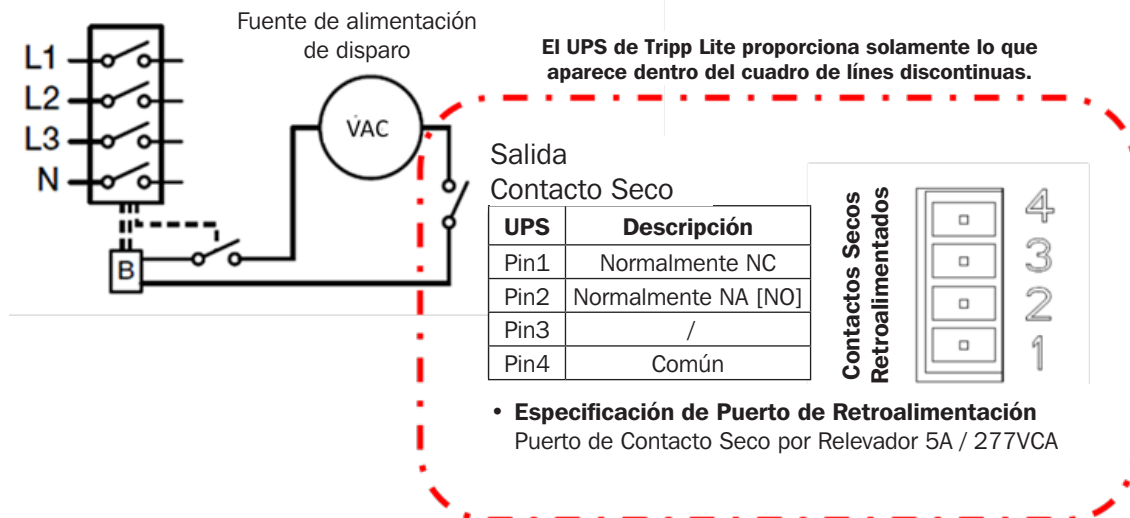 Fuente de alimentación
de disparo
L1
L2
L3
N
VAC
B
El UPS de Tripp Lite proporciona solamente lo que
aparece dentro del cuadro de línes discontinuas.
Salida
Contacto Seco
UPS Descripción
Pin1 Normalmente NC
Pin2 Normalmente NA [NO]
Pin3 /
Pin4 Común
Contactos Secos
Retroalimentados
4
3
2
1
• Especificación de Puerto de Retroalimentación
Puerto de Contacto Seco por Relevador 5A / 277VCA